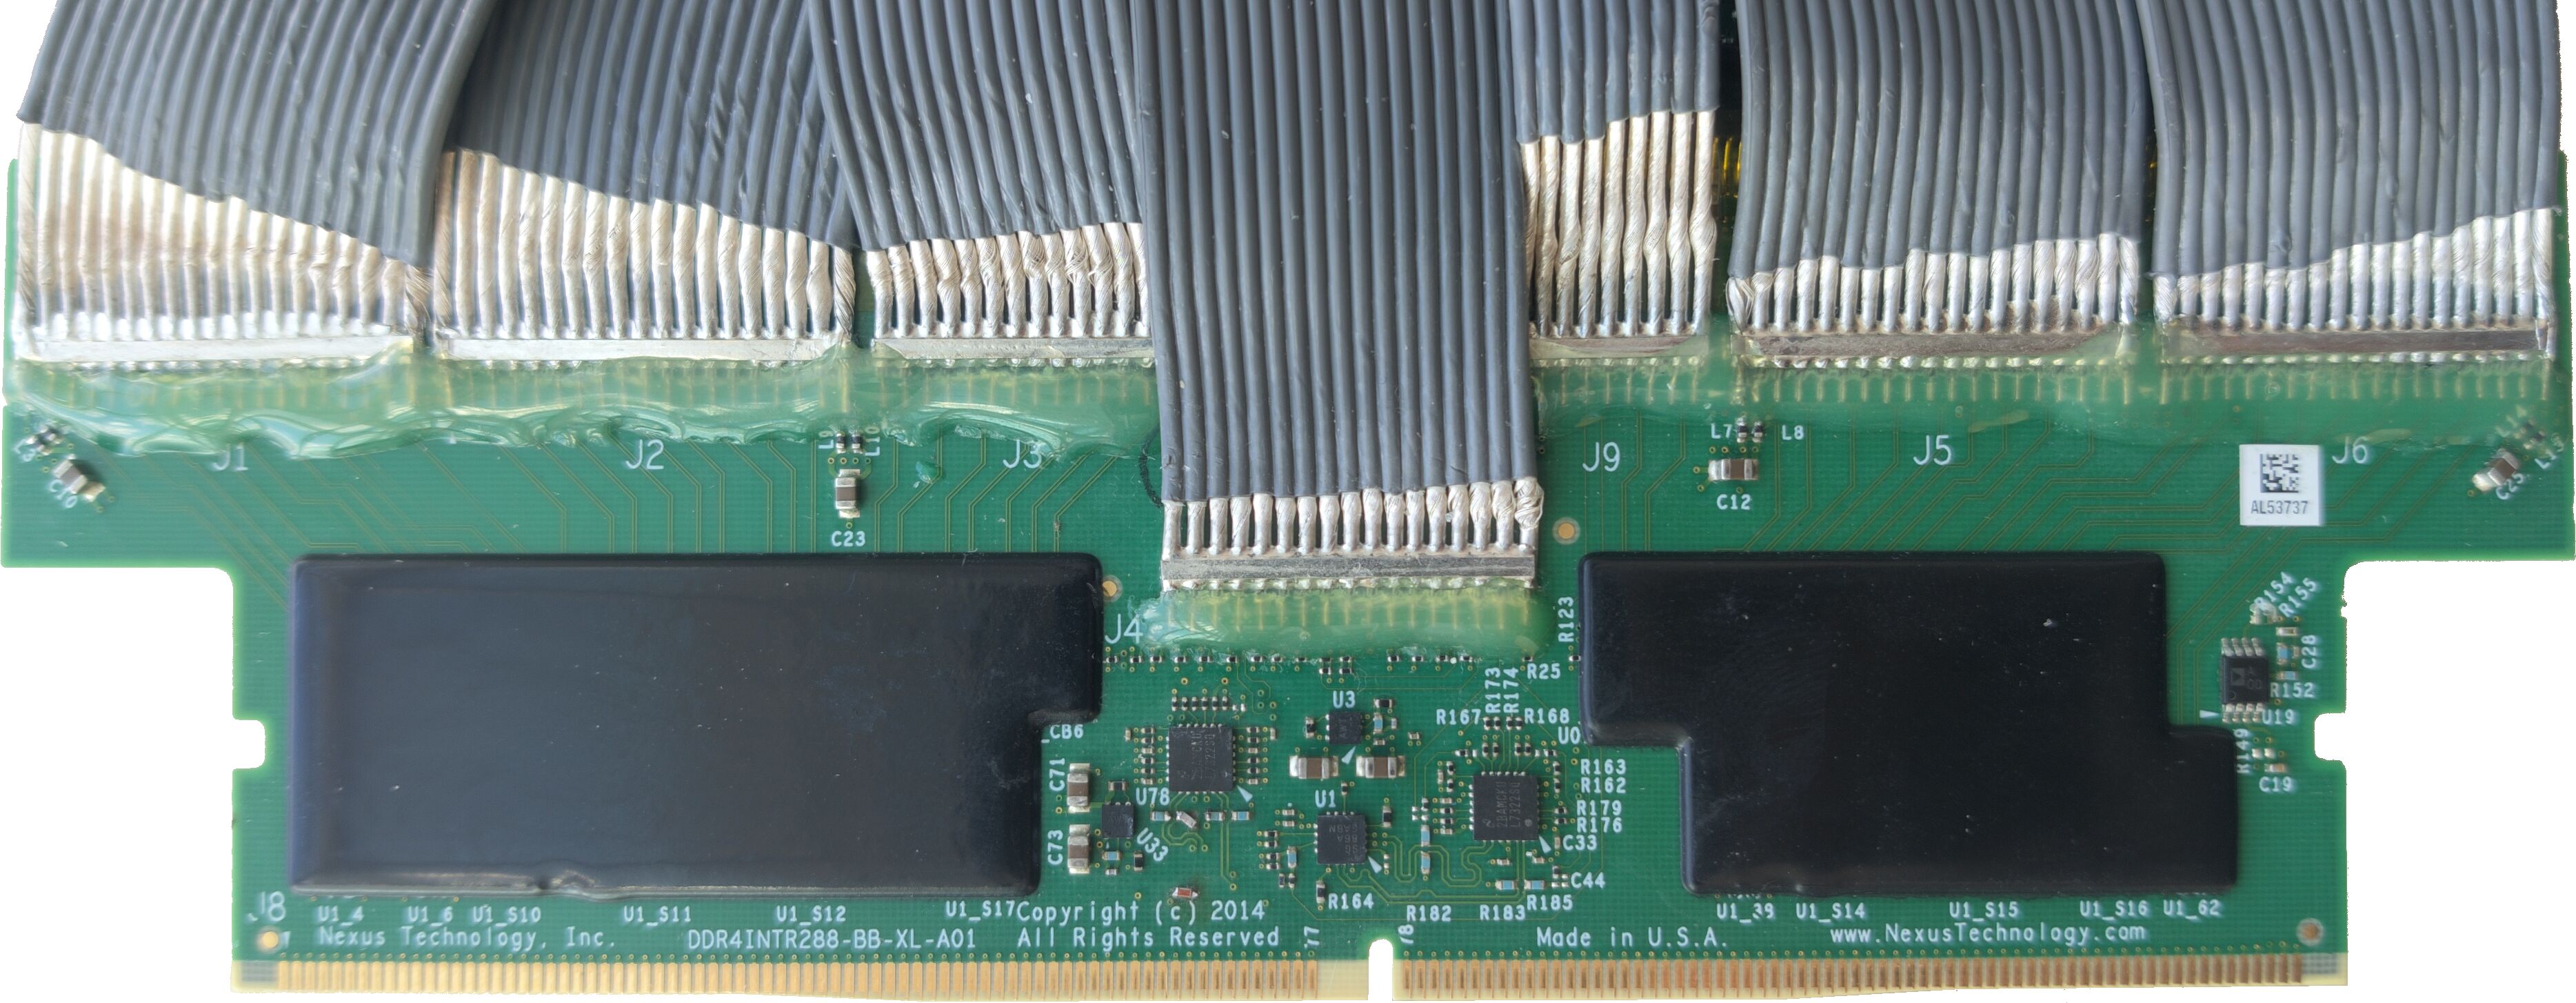 L7 L8
J1 J2 L10 J3 J9 J5 J6
C10 C12 C25
AL53737
C23
R154
R155
J4
R123
C28
R25
R173
R174
R152
U3
R167 R168
U19
_CB6
U0
R149
C71
R163
R162
C19
U78
U1
R179
R176
U33
C33
C73
C44
R164
R182 R183 R185
J8
U1_4 U1_6 U1_S10 U1_S11 U1_S12 U1_S17 Copyright (c) 2014
U1_39 U1_S14 U1_S15 U1_S16 U1_62
Nexus Technology, Inc. DDR4INTR288-BB-XL-A01 All Rights Reserved
77 78
Made in U.S.A. www.NexusTechnology.com